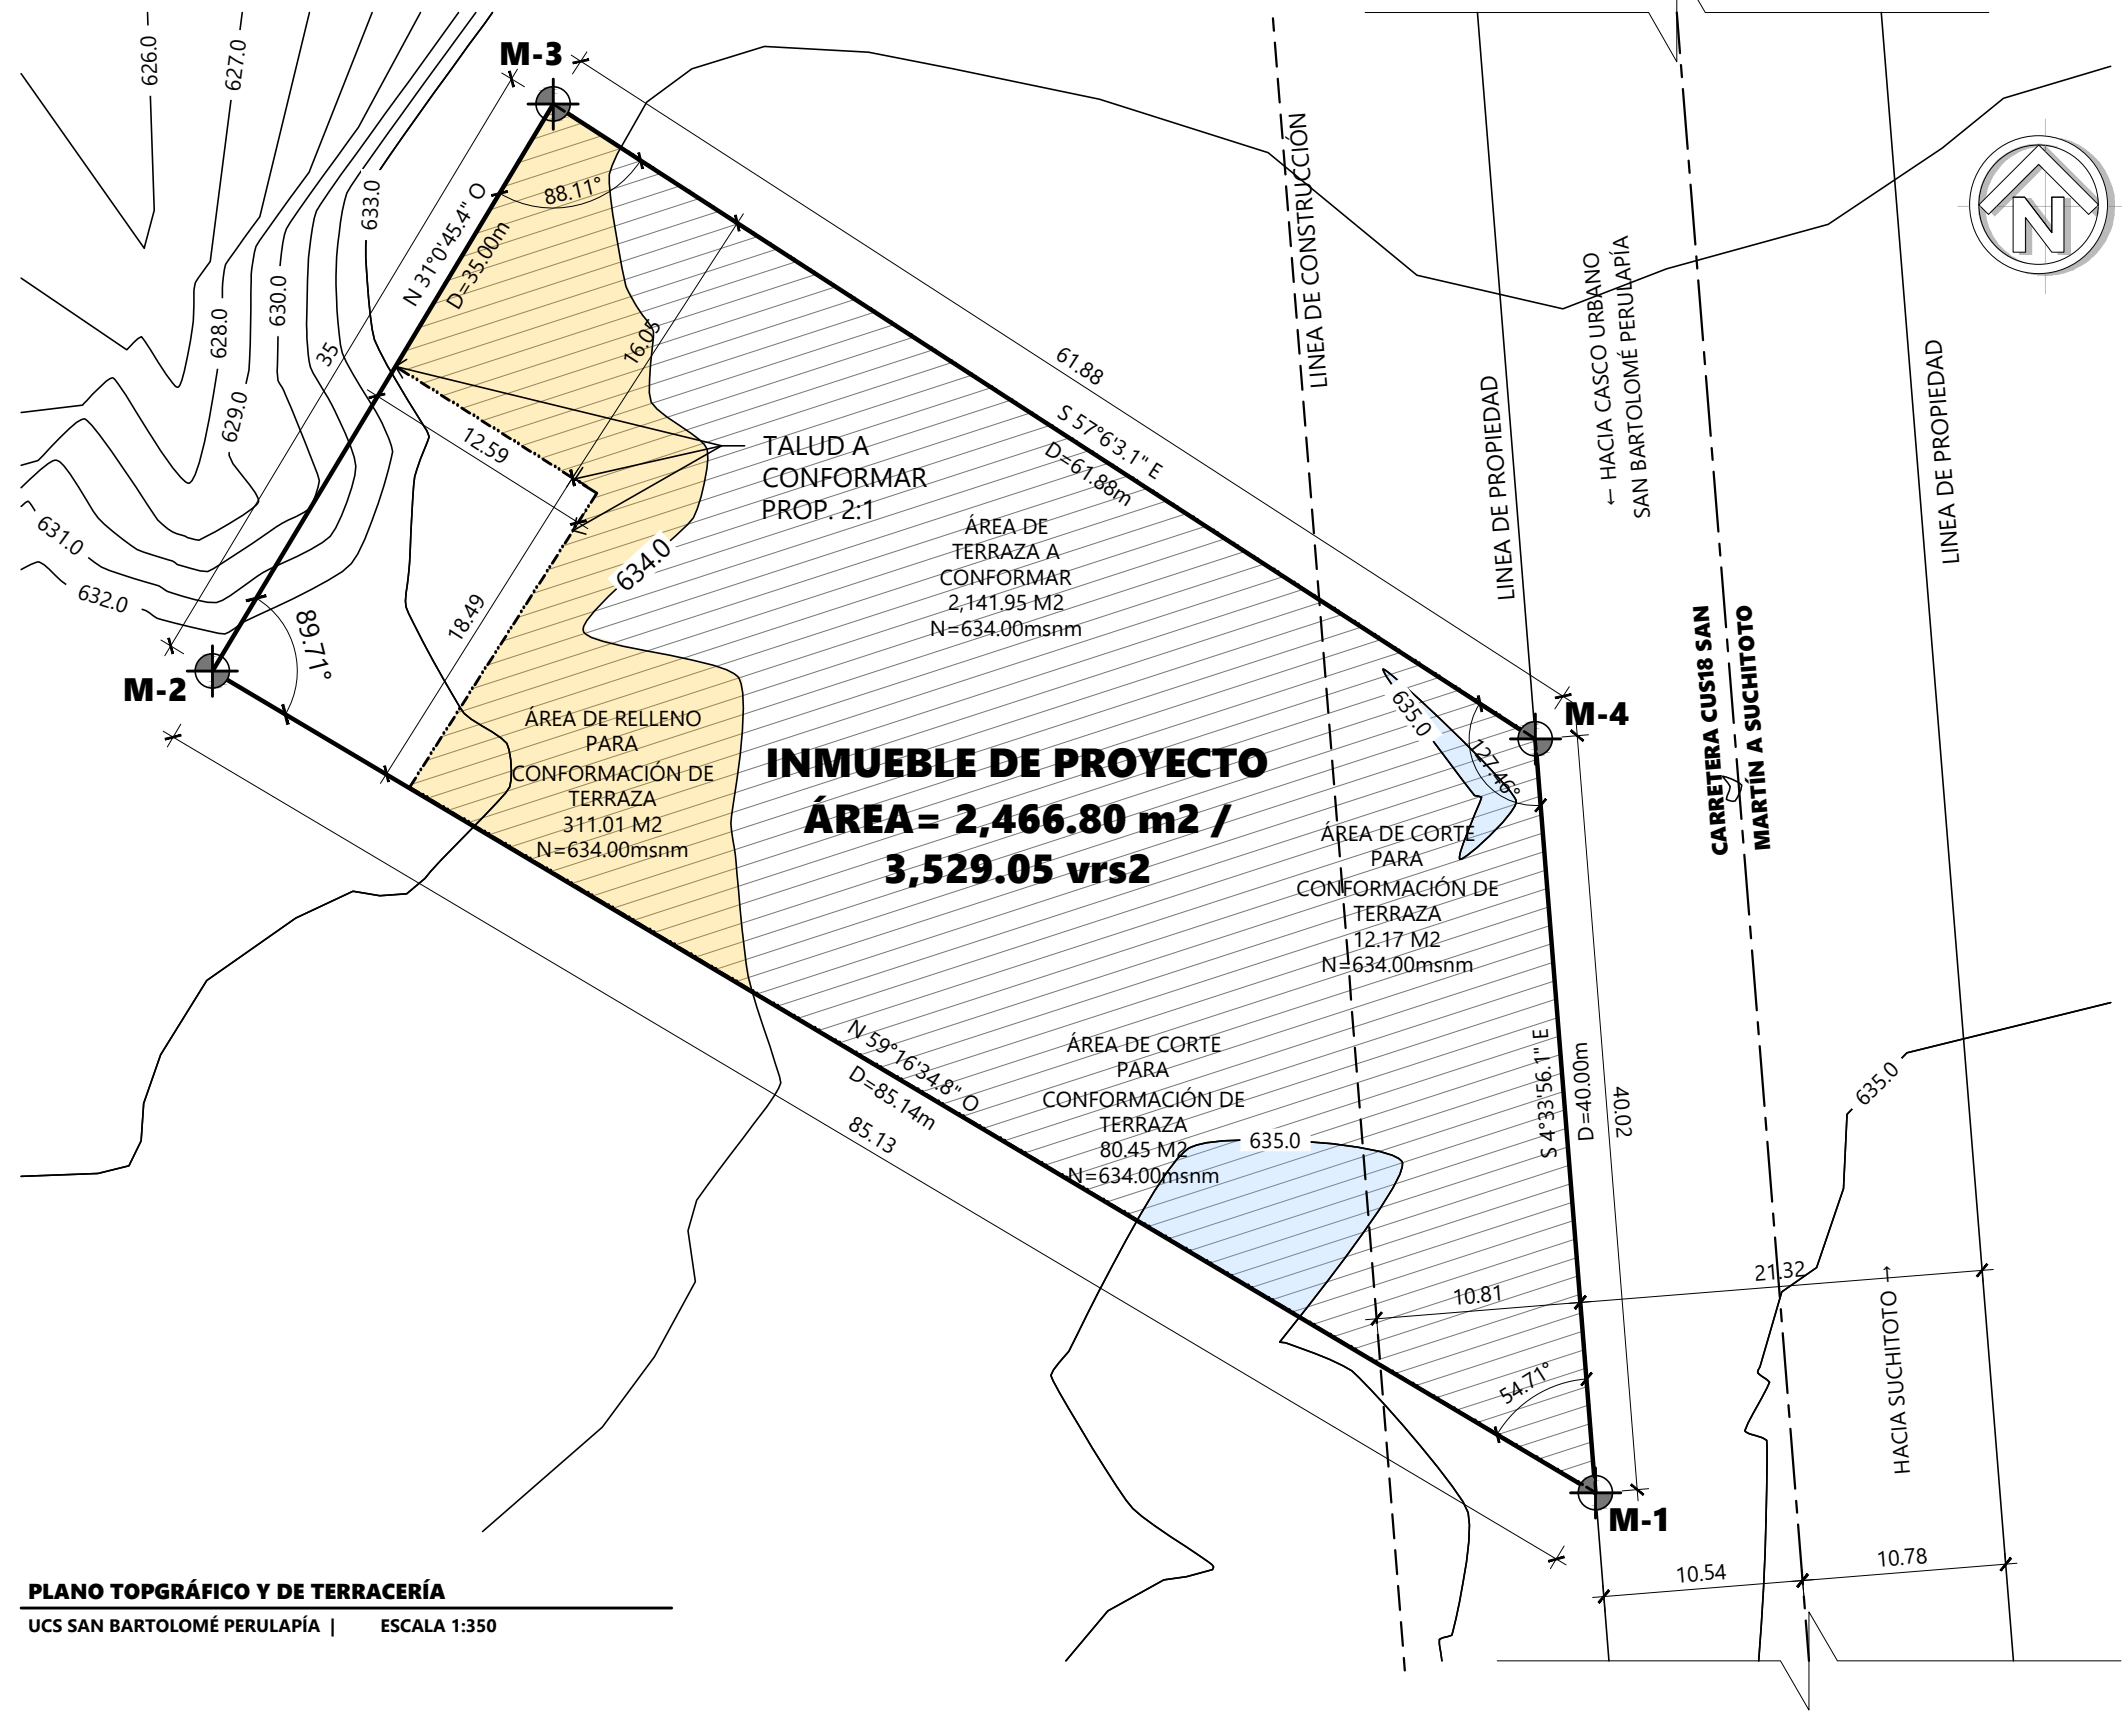 M-3
626.0
627.0
633.0
N 31°0'45.4" O
D=35.00m
88.11°
628.0
630.0
629.0
35
16.05
12.59
631.0
632.0
18.49
89.71°
M-2
TALUD A
CONFORMAR
PROP. 2:1
634.0
61.88
S 57°6'3.1" E
D=61.88m
ÁREA DE
TERRAZA A
CONFORMAR
2,141.95 M2
N=634.00msnm
LINEA DE CONSTRUCCIÓN
LINEA DE PROPIEDAD
← HACIA CASCO URBANO
SAN BARTOLOMÉ PERULAPÍA
LINEA DE PROPIEDAD
N
CARRETERA CUS18 SAN
MARTÍN A SUCHITOTO
M-4
635.0
127.46°
ÁREA DE RELLENO
PARA
CONFORMACIÓN DE
TERRAZA
311.01 M2
N=634.00msnm
INMUEBLE DE PROYECTO
ÁREA= 2,466.80 m2 /
3,529.05 vrs2
ÁREA DE CORTE
PARA
CONFORMACIÓN DE
TERRAZA
12.17 M2
N=634.00msnm
N 59°16'34.8" O
D=85.14m
85.13
ÁREA DE CORTE
PARA
CONFORMACIÓN DE
TERRAZA
80.45 M2
N=634.00msnm
635.0
S 4°33'56.1" E
D=40.00m
40.02
635.0
10.81
21.32
HACIA SUCHITOTO →
54.71°
M-1
10.54
10.78
PLANO TOPGRÁFICO Y DE TERRACERÍA
UCS SAN BARTOLOMÉ PERULAPÍA | ESCALA 1:350